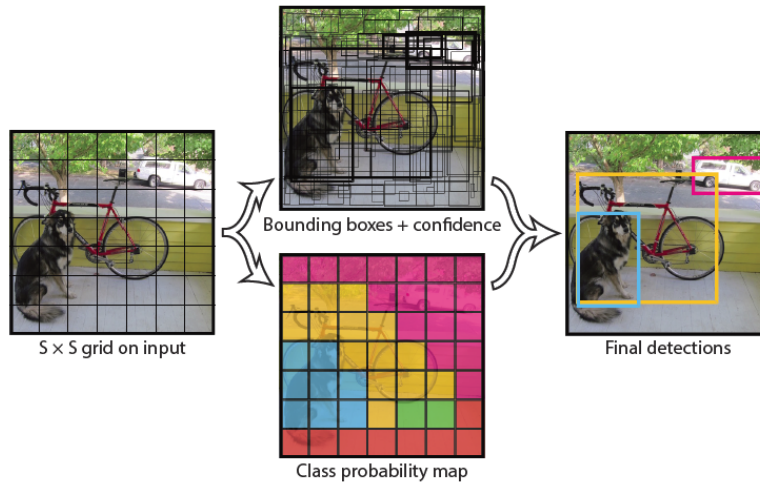 Bounding boxes + confidence
S × S grid on input
Final detections
Class probability map